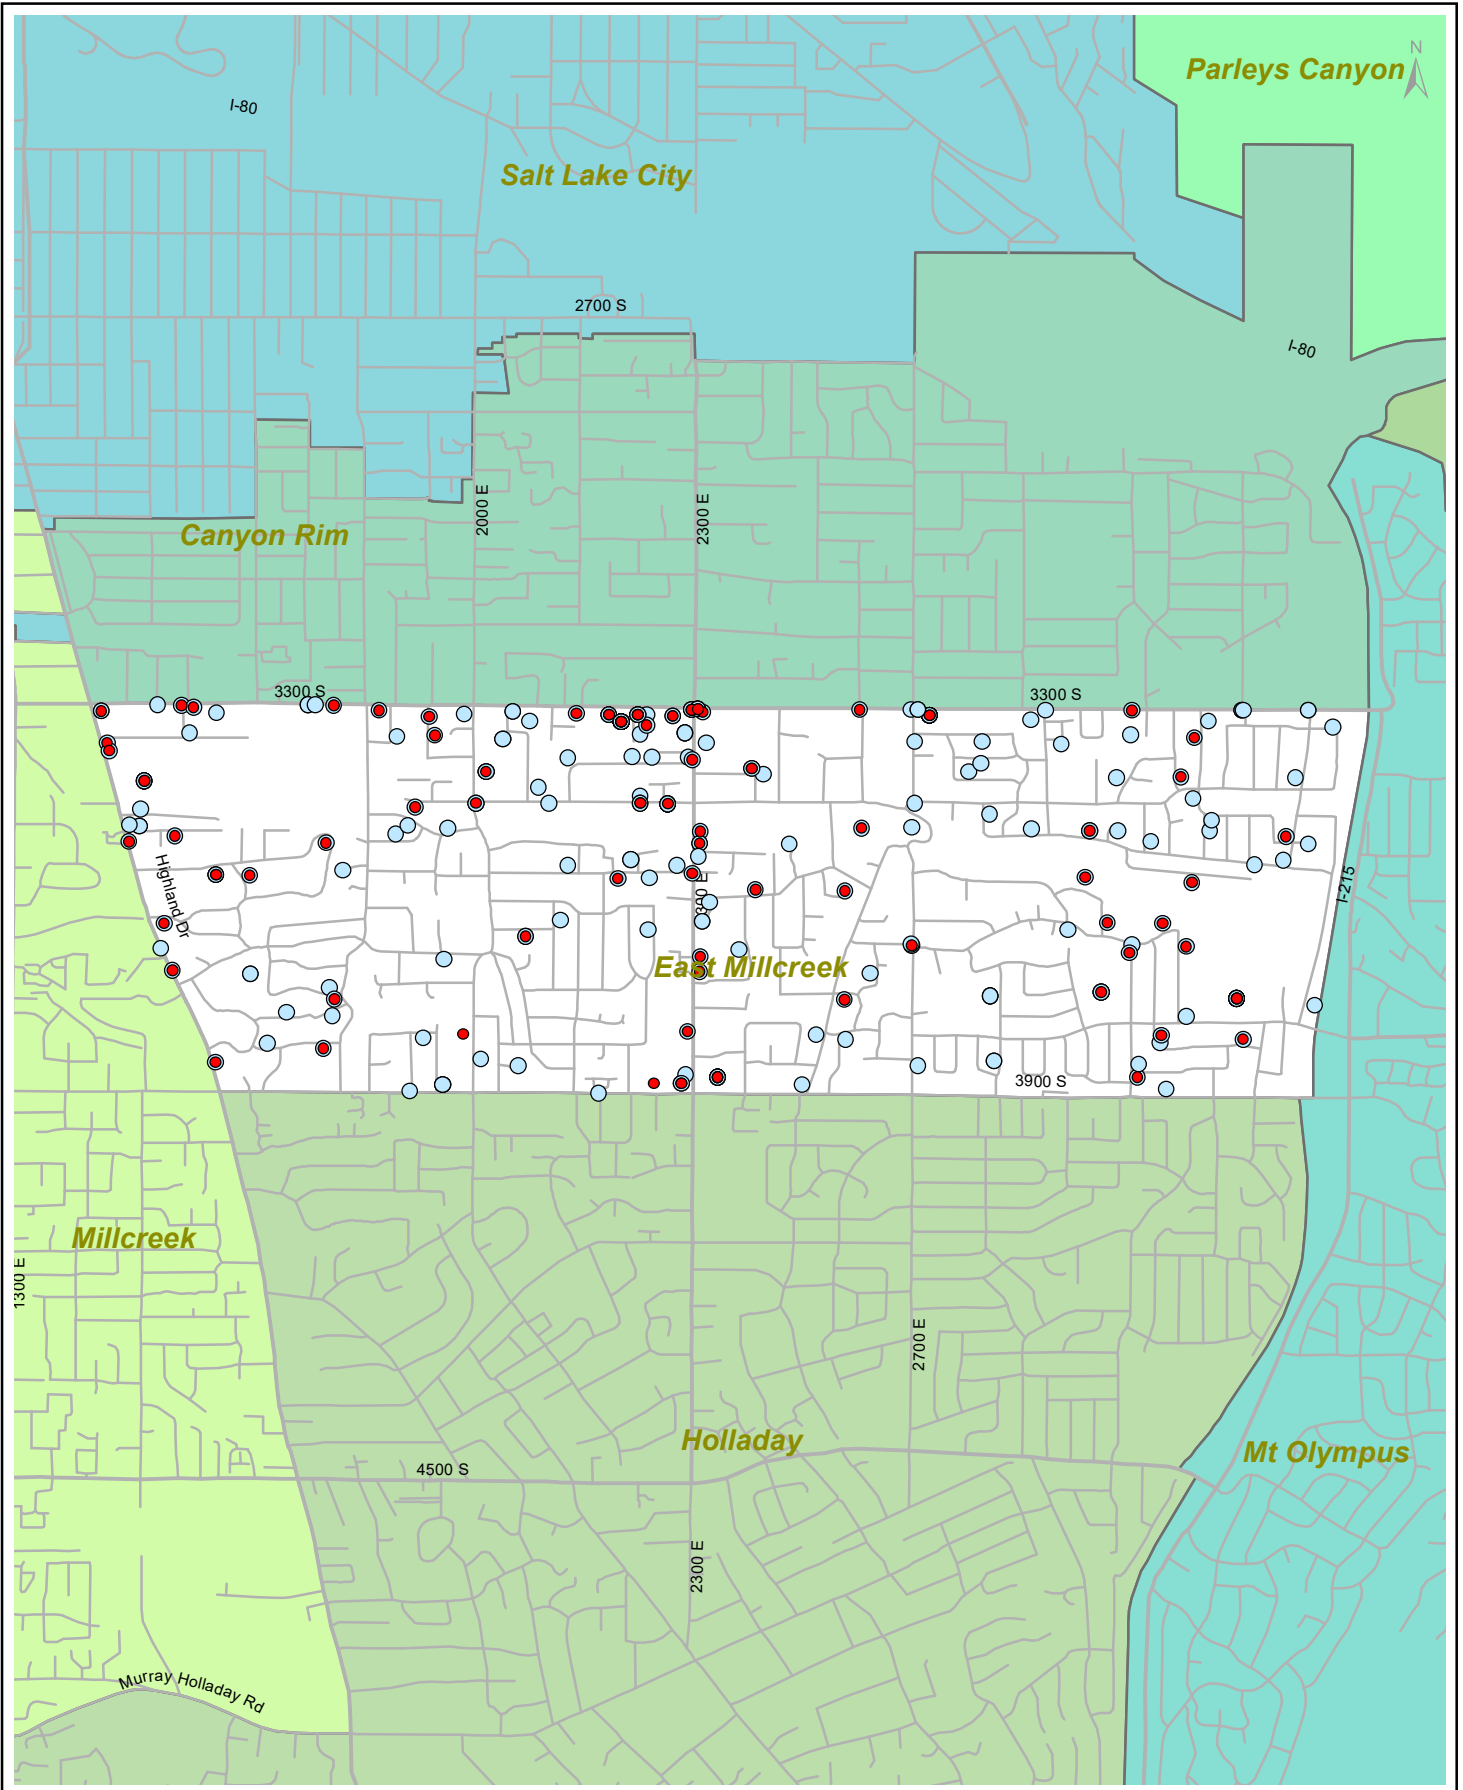 N
Parleys Canyon
I-80
Salt Lake City
2700 S
I-80
2000 E
2300 E
Canyon Rim
3300 S
3300 S
Highland Dr
I-215
300 E
East Millcreek
3900 S
Millcreek
1300 E
2700 E
Holladay
Mt Olympus
4500 S
2300 E
Murray Holladay Rd